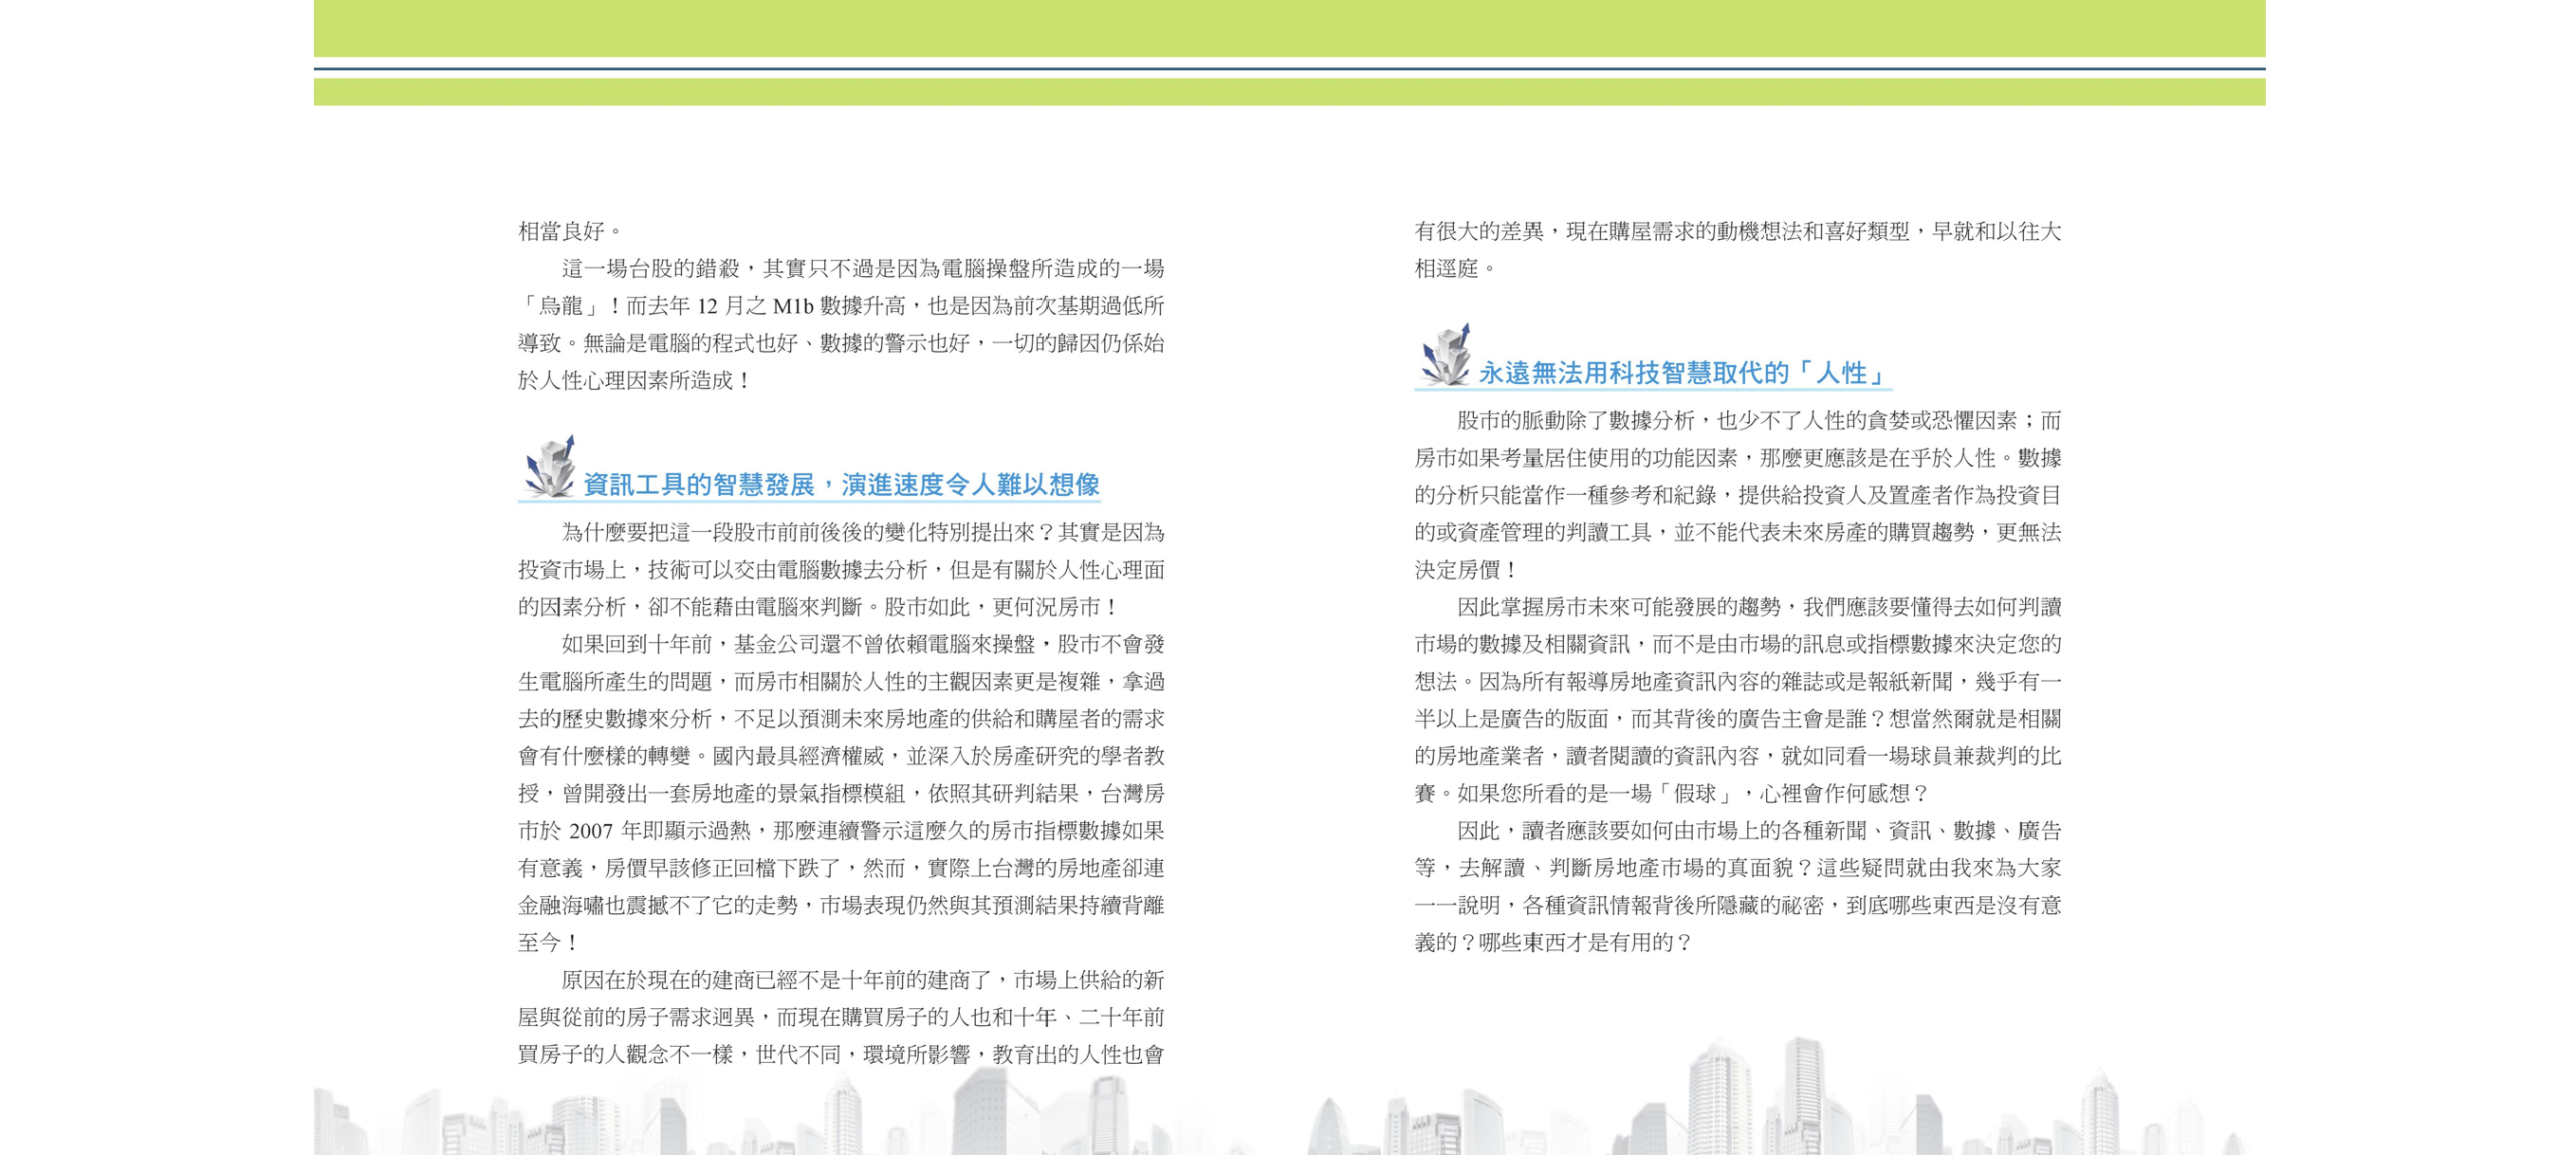 相當良好。
這一場台股的錯殺，其實只不過是因為電腦操盤所造成的一場
「烏龍」！而去年 12 月之 M1b 數據升高，也是因為前次基期過低所
導致。無論是電腦的程式也好、數據的警示也好，一切的歸因仍係始
於人性心理因素所造成！
資訊工具的智慧發展，演進速度令人難以想像
為什麼要把這一段股市前前後後的變化特別提出來？其實是因為
投資市場上，技術可以交由電腦數據去分析，但是有關於人性心理面
的因素分析，卻不能藉由電腦來判斷。股市如此，更何況房市！
如果回到十年前，基金公司還不曾依賴電腦來操盤，股市不會發
生電腦所產生的問題，而房市相關於人性的主觀因素更是複雜，拿過
去的歷史數據來分析，不足以預測未來房地產的供給和購屋者的需求
會有什麼樣的轉變。國內最具經濟權威，並深入於房產研究的學者教
授，曾開發出一套房地產的景氣指標模組，依照其研判結果，台灣房
市於 2007 年即顯示過熱，那麼連續警示這麼久的房市指標數據如果
有意義，房價早該修正回檔下跌了，然而，實際上台灣的房地產卻連
金融海嘯也震撼不了它的走勢，市場表現仍然與其預測結果持續背離
至今！
原因在於現在的建商已經不是十年前的建商了，市場上供給的新
屋與從前的房子需求迥異，而現在購買房子的人也和十年、二十年前
買房子的人觀念不一樣，世代不同，環境所影響，教育出的人性也會
有很大的差異，現在購屋需求的動機想法和喜好類型，早就和以往大
相逕庭。
永遠無法用科技智慧取代的「人性」
股市的脈動除了數據分析，也少不了人性的貪婪或恐懼因素；而
房市如果考量居住使用的功能因素，那麼更應該是在乎於人性。數據
的分析只能當作一種參考和紀錄，提供給投資人及置產者作為投資目
的或資產管理的判讀工具，並不能代表未來房產的購買趨勢，更無法
決定房價！
因此掌握房市未來可能發展的趨勢，我們應該要懂得去如何判讀
市場的數據及相關資訊，而不是由市場的訊息或指標數據來決定您的
想法。因為所有報導房地產資訊內容的雜誌或是報紙新聞，幾乎有一
半以上是廣告的版面，而其背後的廣告主會是誰？想當然爾就是相關
的房地產業者，讀者閱讀的資訊內容，就如同看一場球員兼裁判的比
賽。如果您所看的是一場「假球」，心裡會作何感想？
因此，讀者應該要如何由市場上的各種新聞、資訊、數據、廣告
等，去解讀、判斷房地產市場的真面貌？這些疑問就由我來為大家
一一說明，各種資訊情報背後所隱藏的祕密，到底哪些東西是沒有意
義的？哪些東西才是有用的？